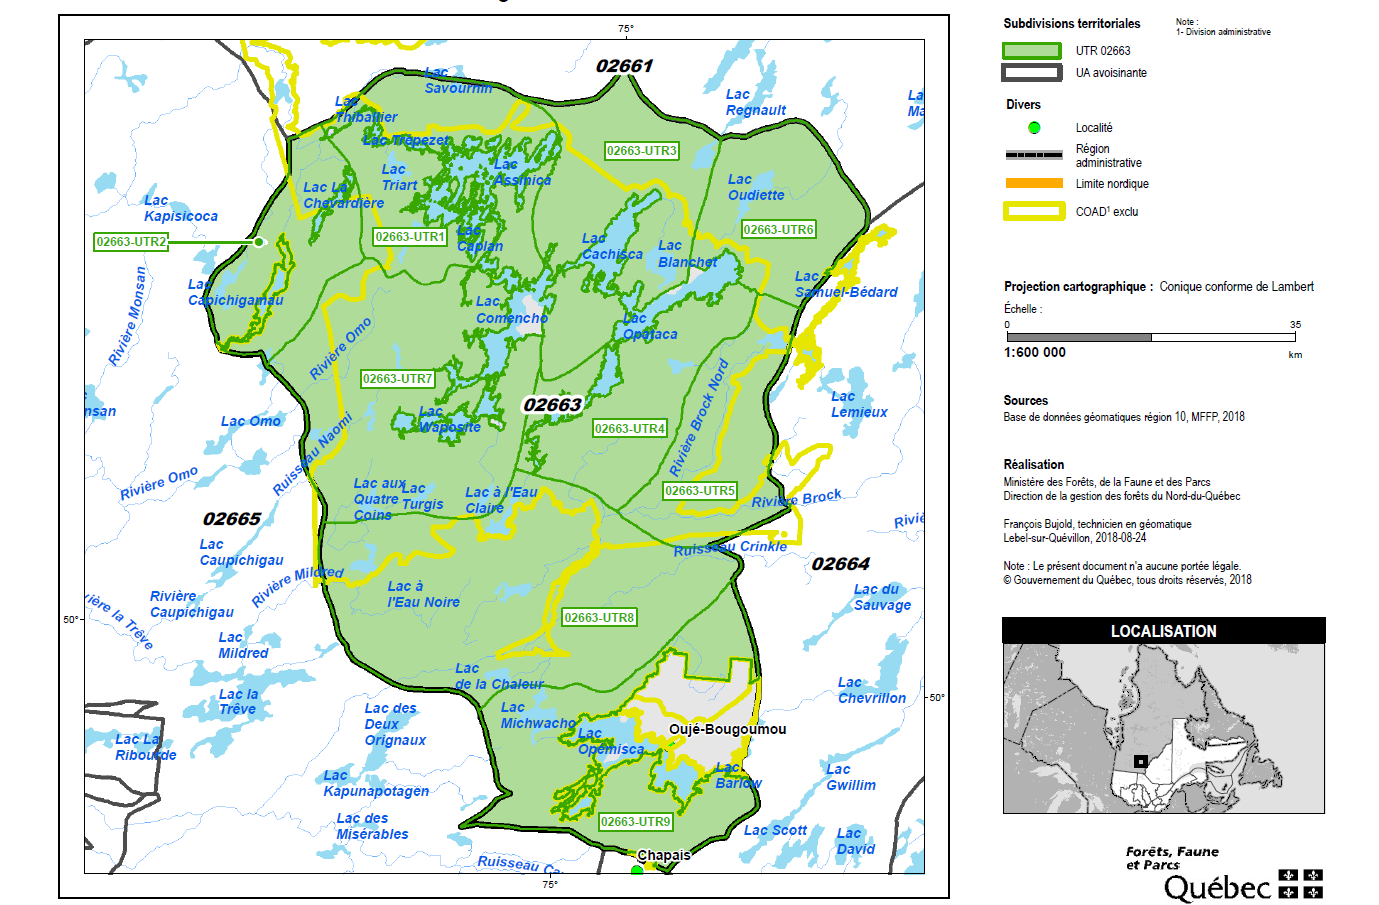 75°
02661
Lac
Savournin
Lac
Regnault
Lac
Thibaltier
Lac Trépezet
02663-UTR3
Lac
Assinica
Lac
Triart
Lac La
Chevardière
Lac
Oudiette
Lac
Kapisicoca
02663-UTR2
02663-UTR1
Lac
Caplan
02663-UTR6
Lac
Cachisca
Lac
Blanchet
Lac
Samuel-Bédard
Lac
Capichigamau
Rivière Monsan
Lac
Comencho
Lac
Opataca
Rivière Omo
02663-UTR7
02663
Rivière Brock Nord
Lac
Lemieux
nsan
Lac Omo
Lac
Waposite
02663-UTR4
Ruisseau Naomi
Rivière Omo
Lac aux
Quatre
Coins
Lac
Turgis
Lac à l'Eau
Claire
02663-UTR5
Rivière Brock
02665
Riviè
Lac
Caupichigau
Ruisseau Crinkle
02664
Rivière Mildred
Lac à
l'Eau Noire
Rivière
Caupichigau
Lac du
Sauvage
ière la Trêve
50°
02663-UTR8
Lac
Mildred
Lac
de la Chaleur
Lac la
Trêve
Lac
Chevrillon
50°
Lac des
Deux
Orignaux
Lac
Michwacho
Oujé-Bougoumou
Lac
Opémisca
Lac La
Ribourde
Lac
Kapunapotagen
Lac
Barlow
Lac
Gwillim
Lac des
Misérables
02663-UTR9
Lac Scott
Lac
David
Ruisseau Ca
Chapais
75°
Subdivisions territoriales
Note :
1- Division administrative
UTR 02663
UA avoisinante
Divers
Localité
Région
administrative
Limite nordique
COAD¹ exclu
Projection cartographique : Conique conforme de Lambert
Échelle :
0 35
1:600 000 km
Sources
Base de données géomatiques région 10, MFFP, 2018
Réalisation
Ministère des Forêts, de la Faune et des Parcs
Direction de la gestion des forêts du Nord-du-Québec
François Bujold, technicien en géomatique
Lebel-sur-Quévillon, 2018-08-24
Note : Le présent document n'a aucune portée légale.
© Gouvernement du Québec, tous droits réservés, 2018
LOCALISATION
Forêts, Faune
et Parcs
Québec